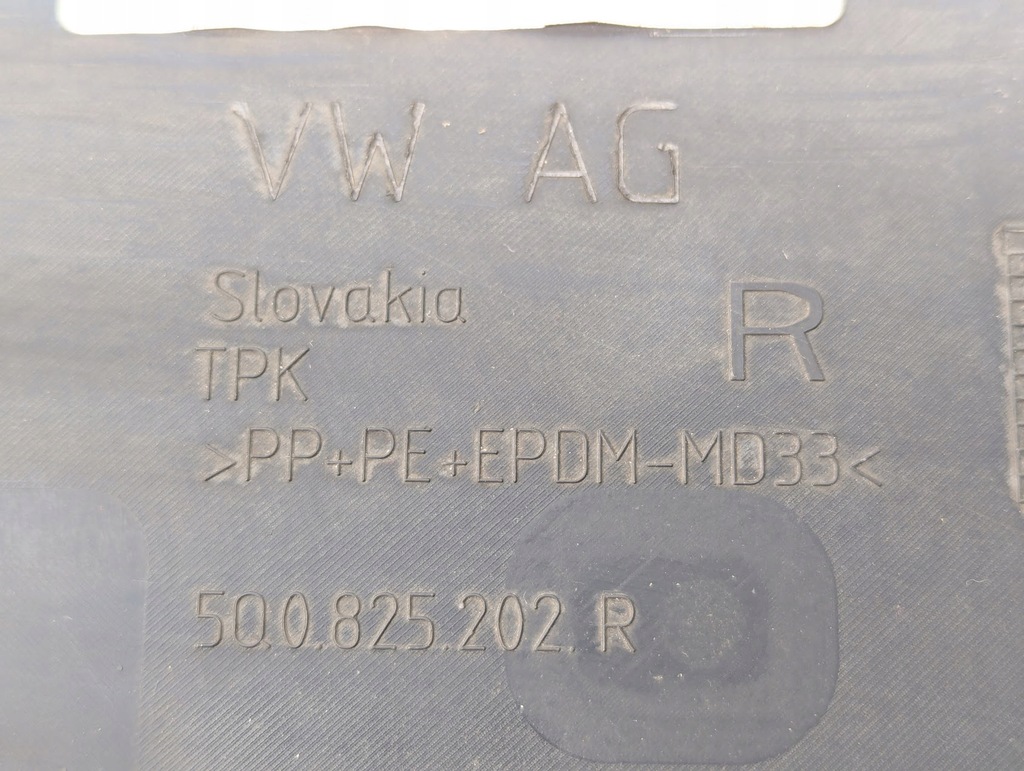 VW AG
Slovakia
R
TPK
>PP+PE+EPDM-MD33<
5Q0.825.202. R